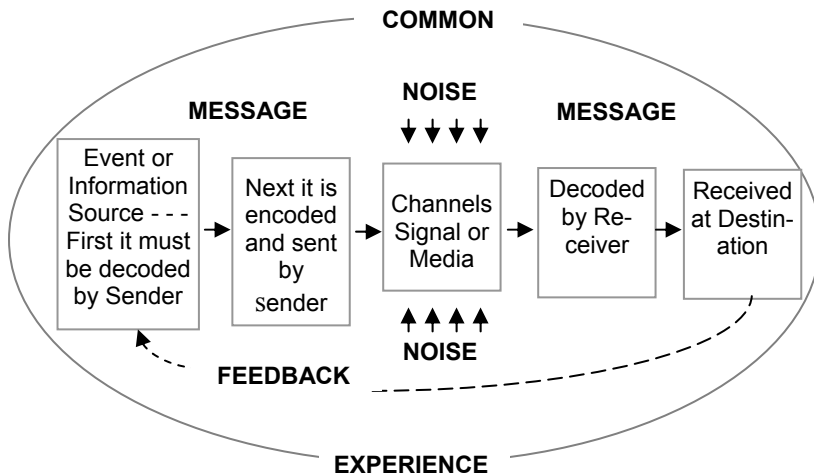 COMMON
NOISE
MESSAGE
MESSAGE
Event or
Information
Source - - -
First it must
be decoded
by Sender
Next it is
encoded
and sent
by
sender
Channels
Signal or
Media
Decoded
by Re-
ceiver
Received
at Destin-
ation
NOISE
FEEDBACK
EXPERIENCE